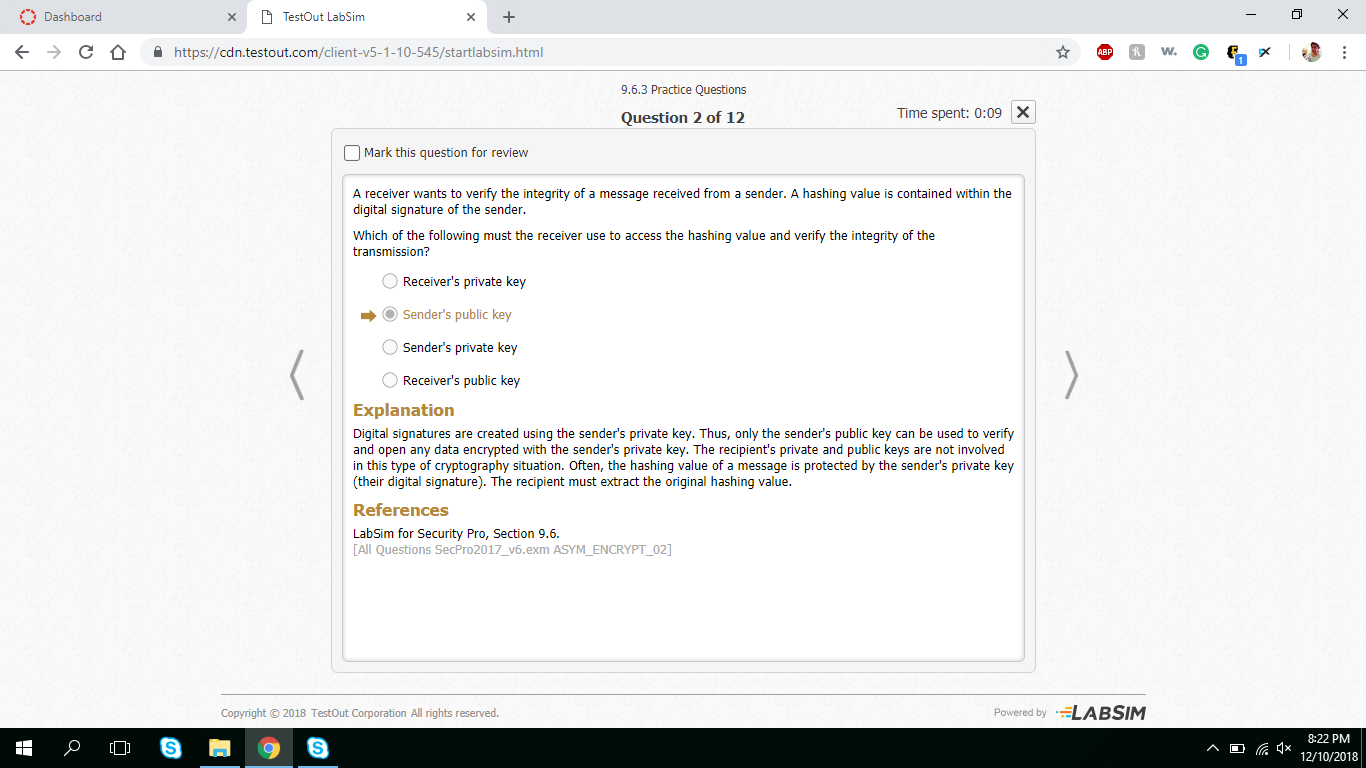 Dashboard
TestOut LabSim
https://cdn.testout.com/client-v5-1-10-545/startlabsim.html
ABP
w.
1
9.6.3 Practice Questions
Question 2 of 12
Time spent: 0:09
Mark this question for review
A receiver wants to verify the integrity of a message received from a sender. A hashing value is contained within the
digital signature of the sender.
Which of the following must the receiver use to access the hashing value and verify the integrity of the
transmission?
Receiver's private key
Sender's public key
Sender's private key
Receiver's public key
Explanation
Digital signatures are created using the sender's private key. Thus, only the sender's public key can be used to verify
and open any data encrypted with the sender's private key. The recipient's private and public keys are not involved
in this type of cryptography situation. Often, the hashing value of a message is protected by the sender's private key
(their digital signature). The recipient must extract the original hashing value.
References
LabSim for Security Pro, Section 9.6.
[All Questions SecPro2017_v6.exm ASYM_ENCRYPT_02]
Copyright © 2018 TestOut Corporation All rights reserved.
Powered by LABSIM
8:22 PM
12/10/2018